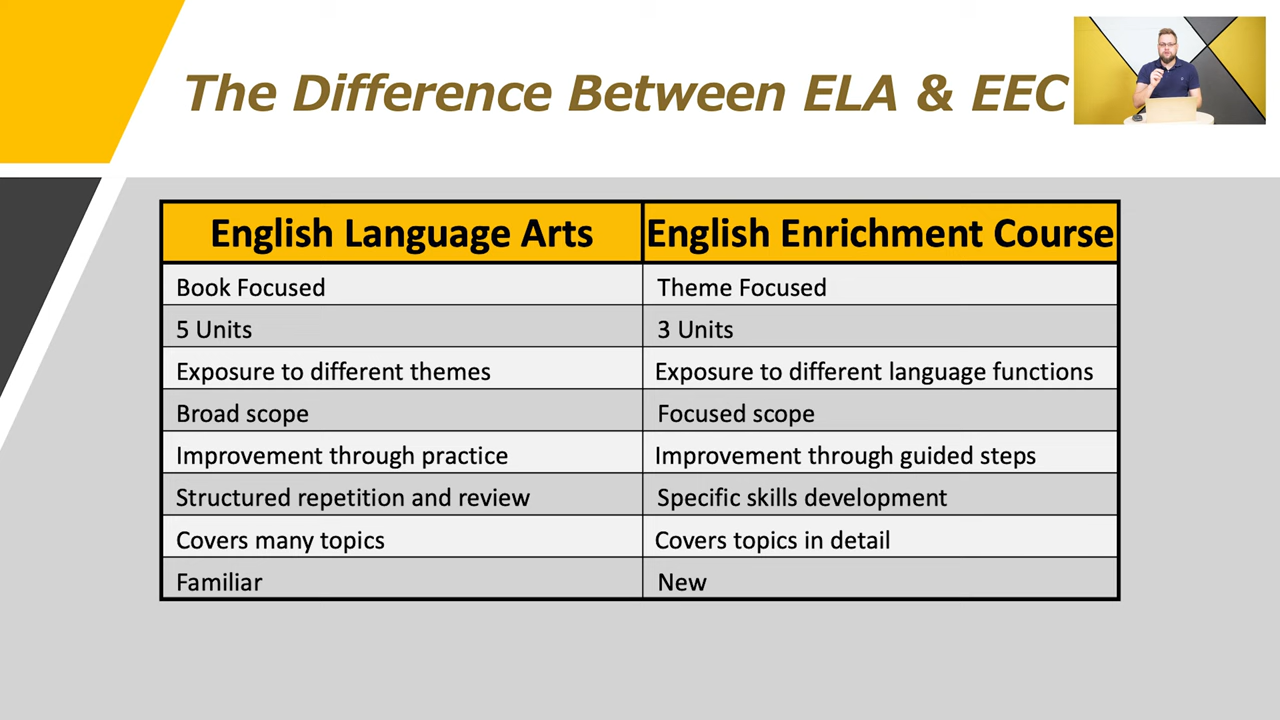 The Difference Between ELA & EEC
English Language Arts
English Enrichment Course
Book Focused
Theme Focused
5 Units
3 Units
Exposure to different themes
Exposure to different language functions
Broad scope
Focused scope
Improvement through practice
Improvement through guided steps
Structured repetition and review
Specific skills development
Covers many topics
Covers topics in detail
Familiar
New